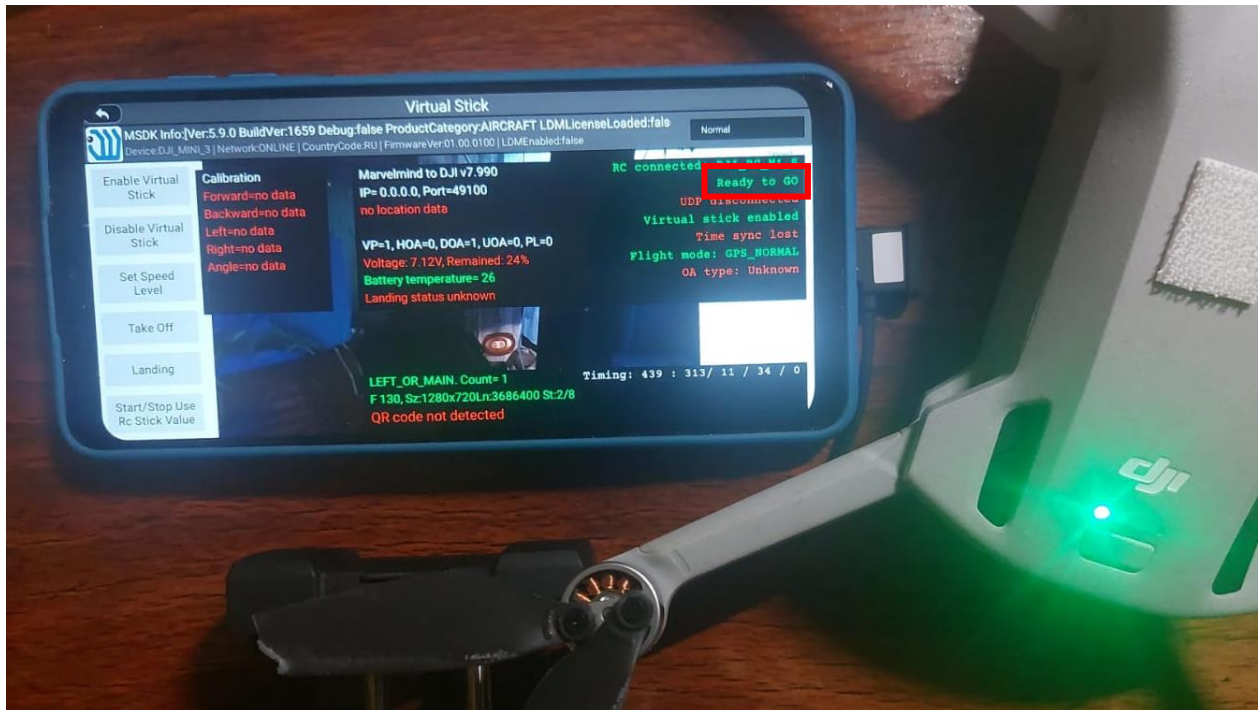 Virtual Stick
MSDK Info:[Ver:5.9.0 BuildVer:1659 Debug:false ProductCategory:AIRCRAFT LDMLicenseLoaded:fals
Device:DJI_MINI_3 | Network:ONLINE | CountryCode:RU | FirmwareVer:01.00.0100 | LDMEnabled:false
Normal
Enable Virtual
Stick
Disable Virtual
Stick
Set Speed
Level
Take Off
Landing
Start/Stop Use
Rc Stick Value
Calibration
Forward=no data
Backward=no data
Left=no data
Right=no data
Angle=no data
Marvelmind to DJI v7.990
IP= 0.0.0.0, Port=49100
no location data
VP=1, HOA=0, DOA=1, UOA=0, PL=0
Voltage: 7.12V, Remained: 24%
Battery temperature= 26
Landing status unknown
LEFT_OR_MAIN. Count= 1
F 130, Sz:1280x720Ln:3686400 St:2/8
QR code not detected
RC connected:
Ready to GO
UDP disconnected
Virtual stick enabled
Time sync lost
Flight mode: GPS_NORMAL
OA type: Unknown
Timing: 439 : 313/ 11 / 34 / 0
dji